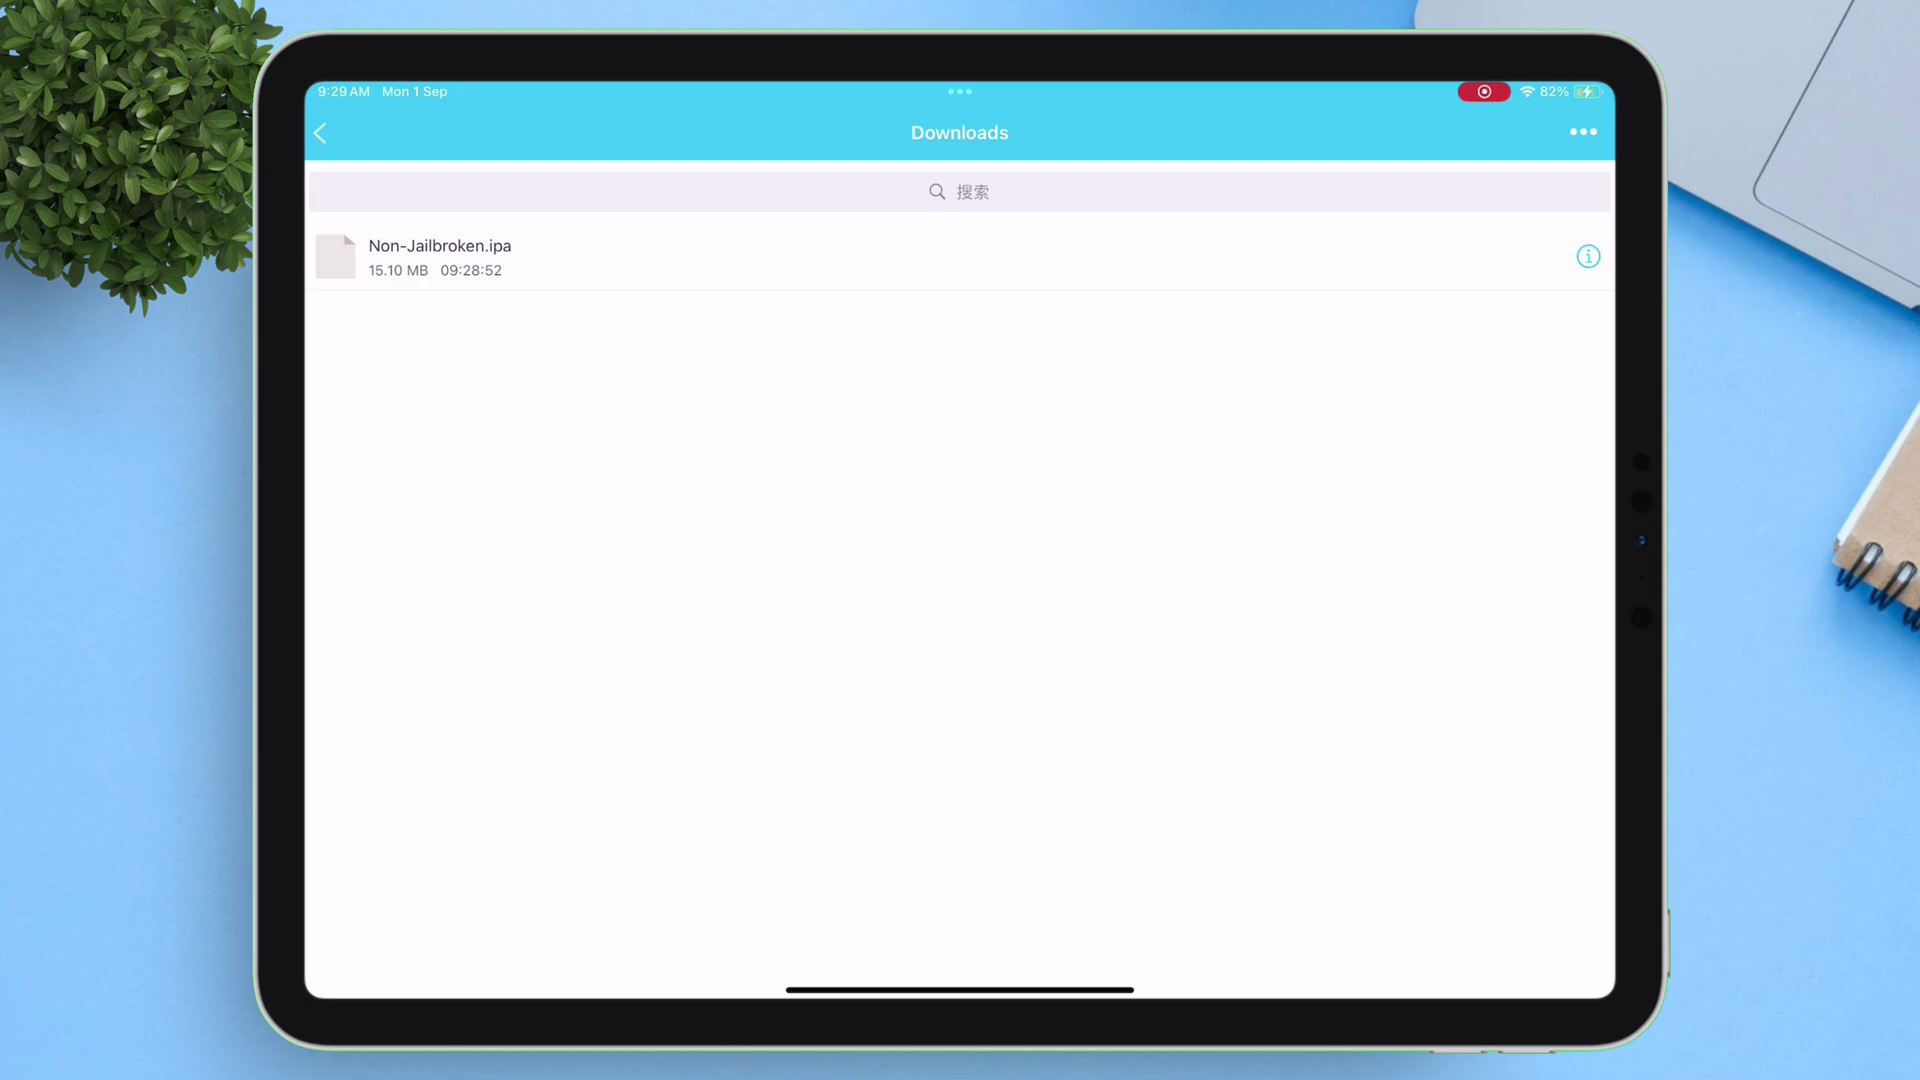 9:29 AM Mon 1 Sep
82%
Downloads
搜索
Non-Jailbroken.ipa
15.10 MB 09:28:52